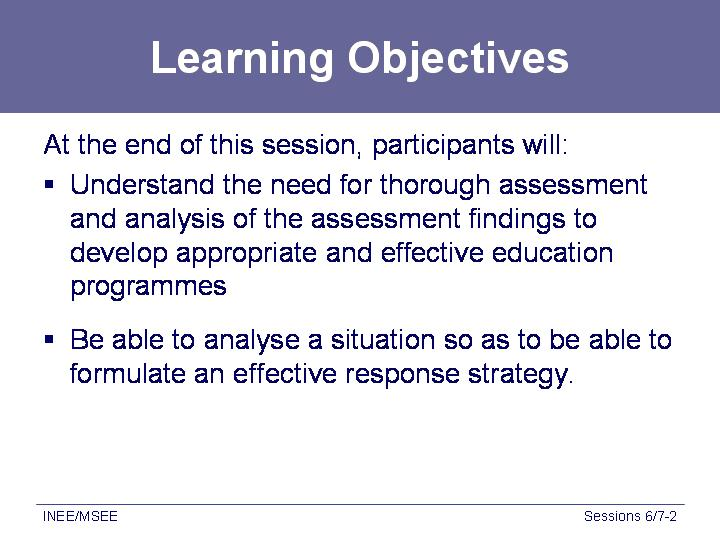 Learning Objectives
At the end of this session, participants will:
▪ Understand the need for thorough assessment
and analysis of the assessment findings to
develop appropriate and effective education
programmes
▪ Be able to analyse a situation so as to be able to
formulate an effective response strategy.
INEE/MSEE
Sessions 6/7-2